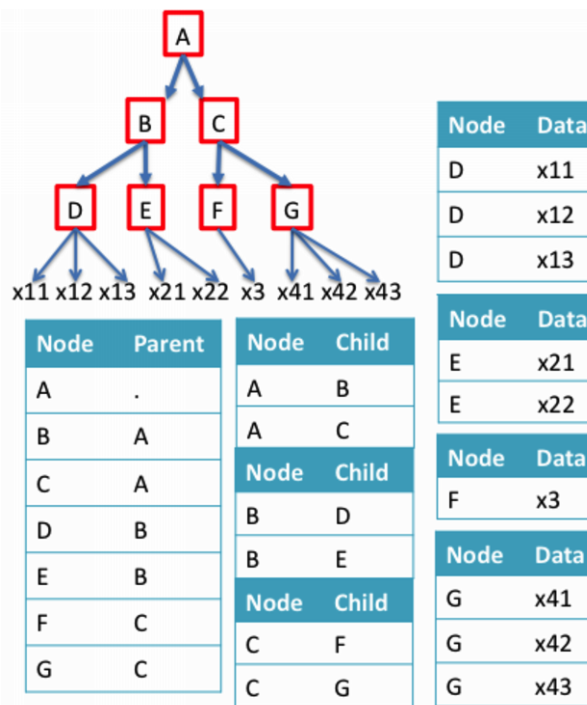 A
B C
D E F G
x11 x12 x13 x21 x22 x3 x41 x42 x43
Node Parent
A .
B A
C A
D B
E B
F C
G C
Node Child
A B
A C
Node Child
B D
B E
Node Child
C F
C G
Node Data
D x11
D x12
D x13
Node Data
E x21
E x22
Node Data
F x3
Node Data
G x41
G x42
G x43